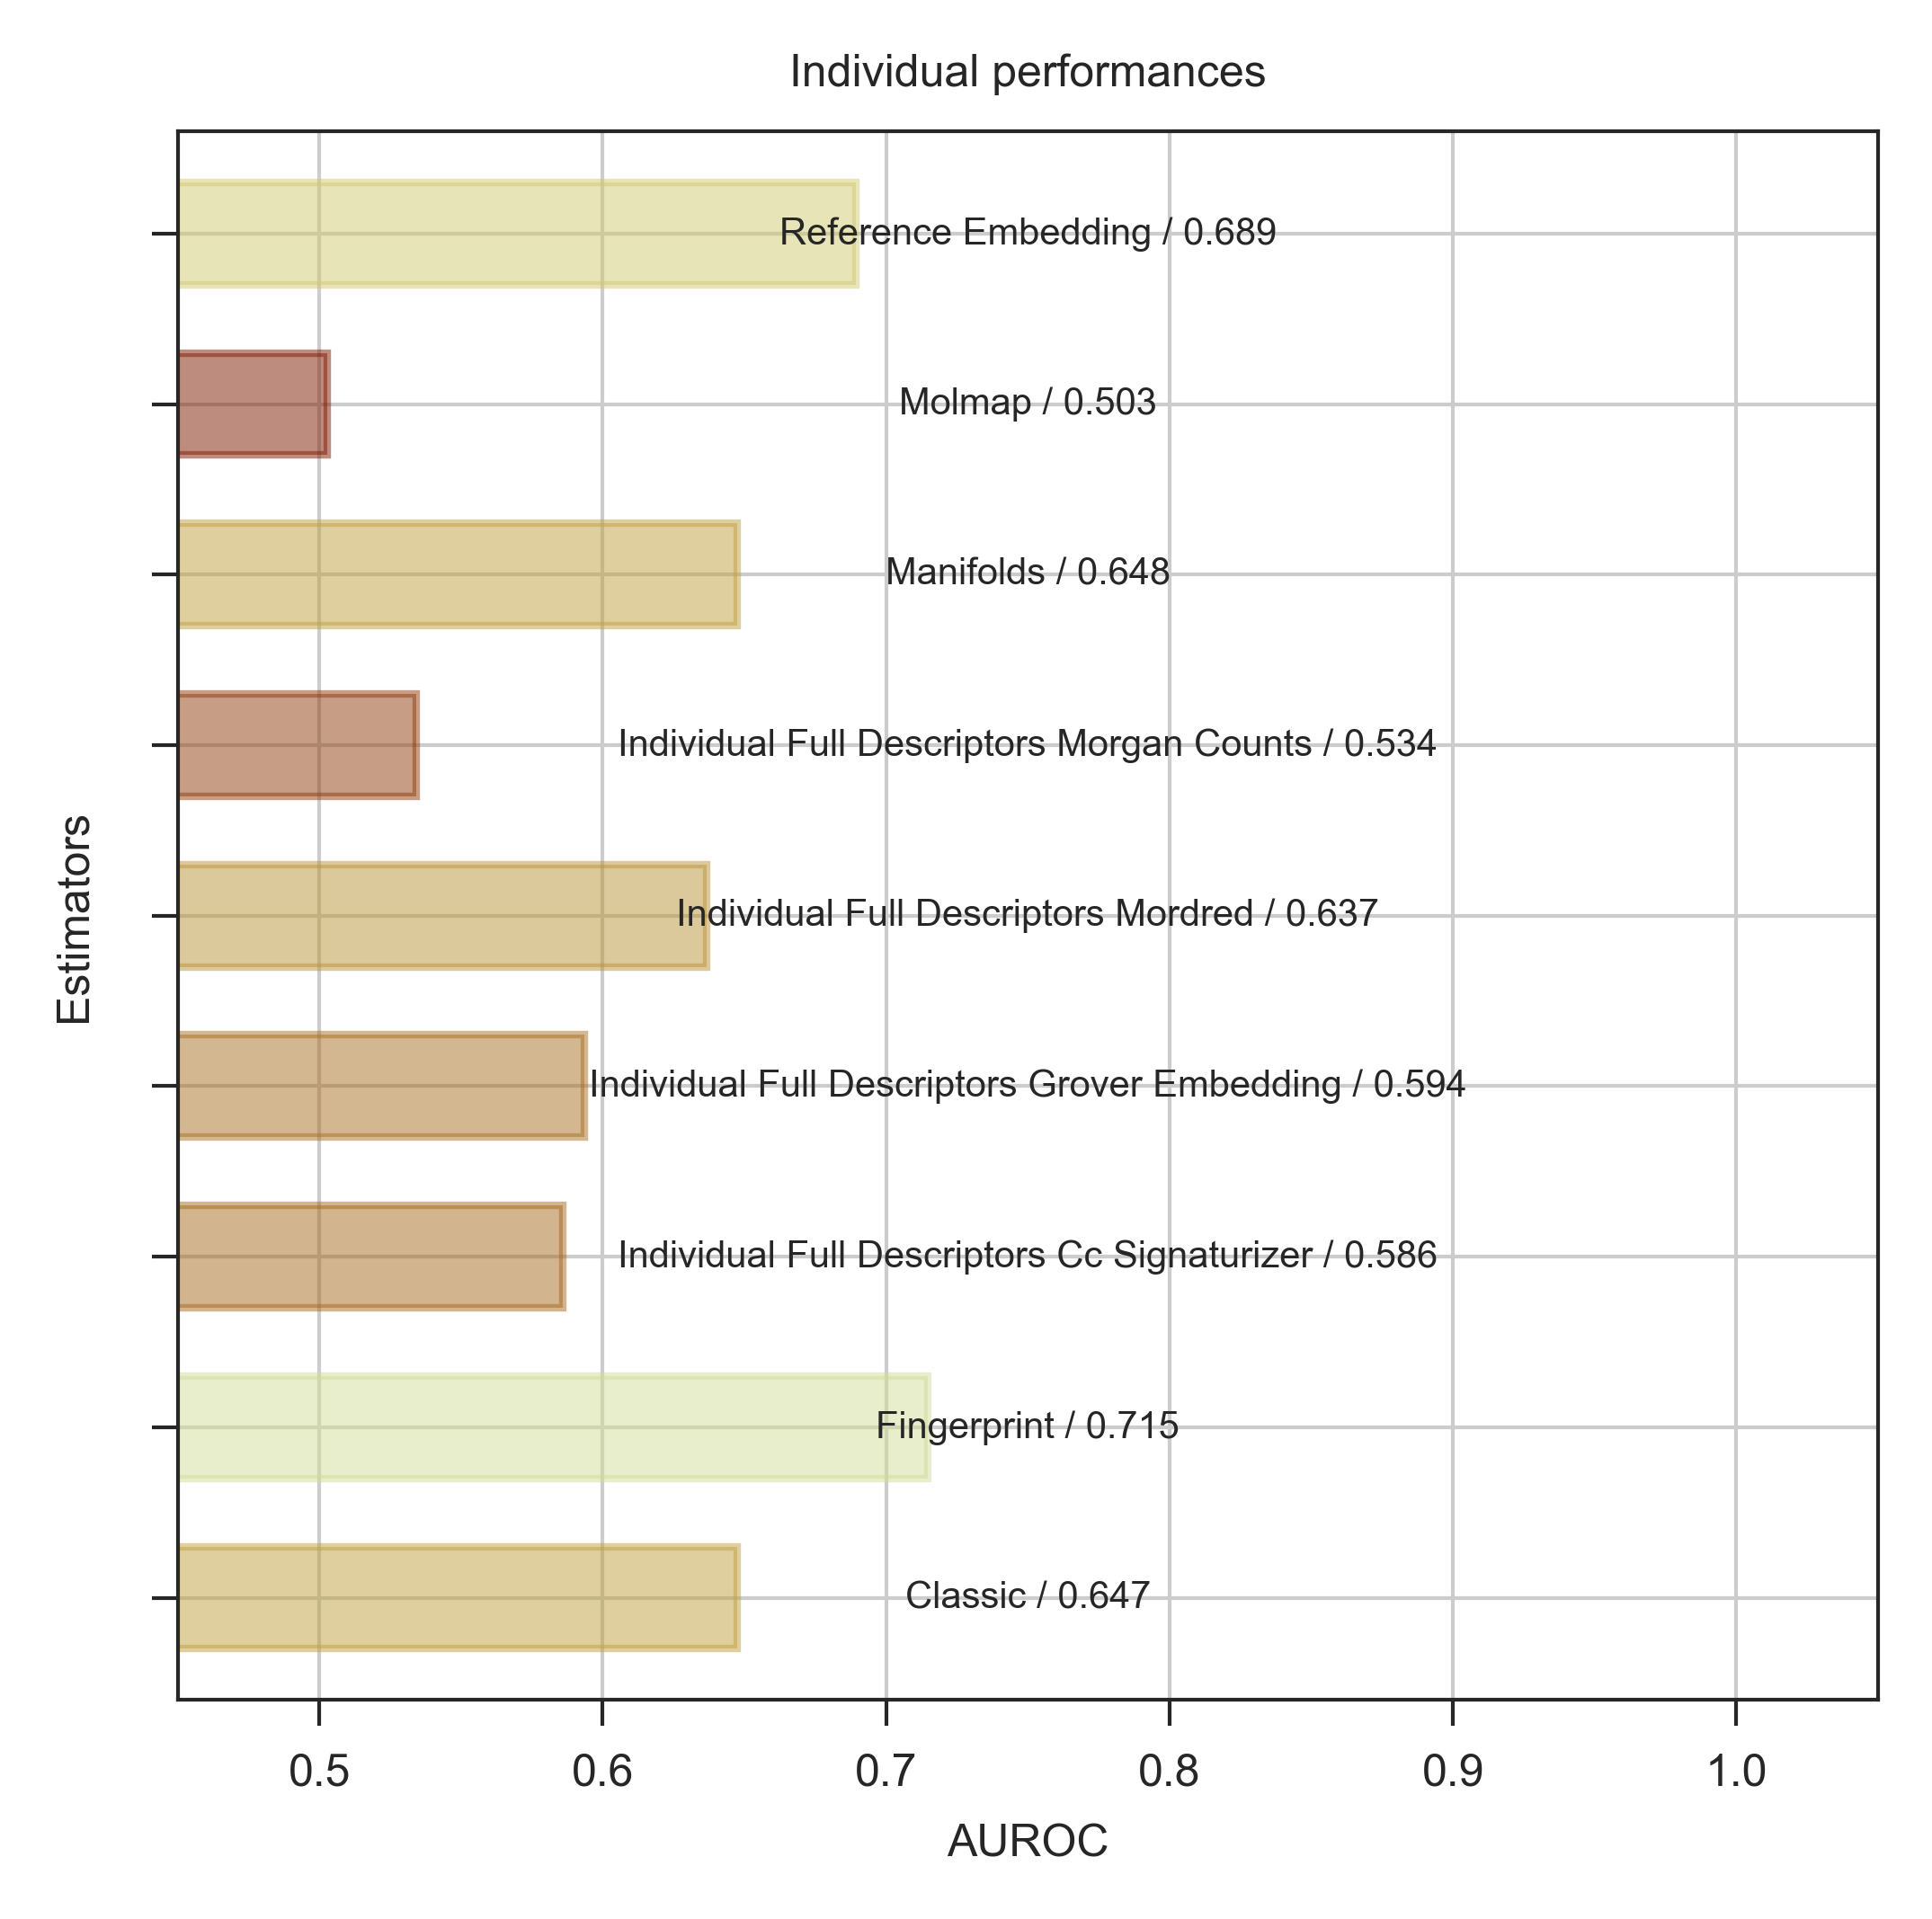 Individual performances
Reference Embedding / 0.689
Molmap / 0.503
Manifolds / 0.648
Individual Full Descriptors Morgan Counts / 0.534
Individual Full Descriptors Mordred / 0.637
Individual Full Descriptors Grover Embedding / 0.594
Individual Full Descriptors Cc Signaturizer / 0.586
Fingerprint / 0.715
Classic / 0.647
Estimators
0.5 0.6 0.7 0.8 0.9 1.0
AUROC